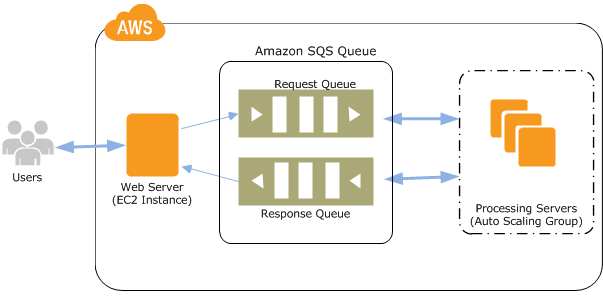 AWS
Amazon SQS Queue
Request Queue
Users
Web Server
(EC2 Instance)
Response Queue
Processing Servers
(Auto Scaling Group)